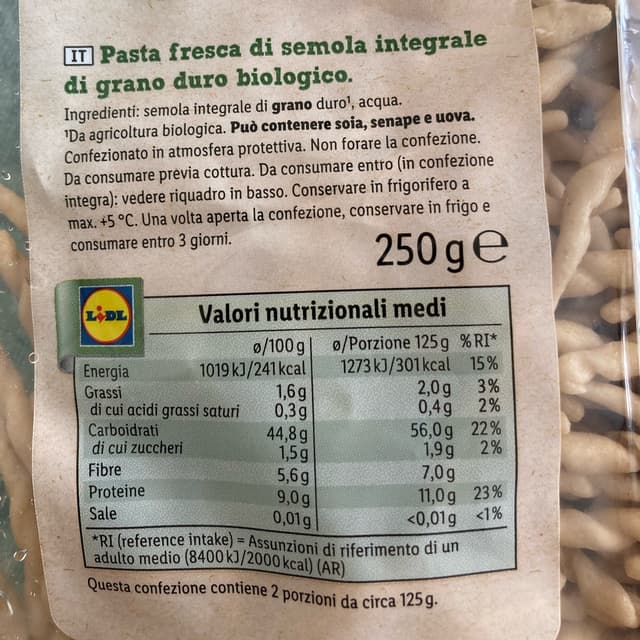 IT Pasta fresca di semola integrale
di grano duro biologico.
Ingredienti: semola integrale di grano duro¹, acqua.
¹Da agricoltura biologica. Può contenere soia, senape e uova.
Confezionato in atmosfera protettiva. Non forare la confezione.
Da consumare previa cottura. Da consumare entro (in confezione
integra): vedere riquadro in basso. Conservare in frigorifero a
max. +5 °C. Una volta aperta la confezione, conservare in frigo e
consumare entro 3 giorni.
250 g e
LIDL
Valori nutrizionali medi
ø/100 g ø/Porzione 125 g % RI*
Energia 1019 kJ/241 kcal 1273 kJ/301 kcal 15 %
Grassi 1,6 g 2,0 g 3%
di cui acidi grassi saturi 0,3 g 0,4 g 2%
Carboidrati 44,8 g 56,0 g 22%
di cui zuccheri 1,5 g 1,9 g 2%
Fibre 5,6 g 7,0 g
Proteine 9,0 g 11,0 g 23%
Sale 0,01 g <0,01 g <1%
*RI (reference intake) = Assunzioni di riferimento di un
adulto medio (8400 kJ/2000 kcal) (AR)
Questa confezione contiene 2 porzioni da circa 125 g.